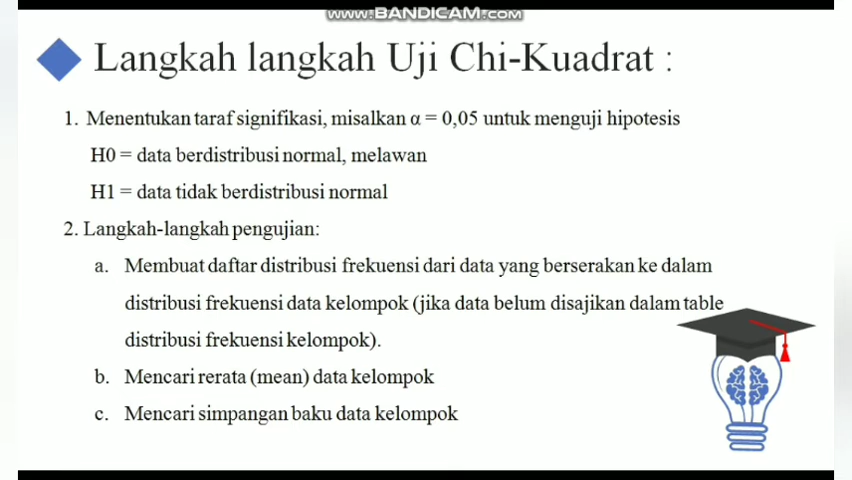 www.BANDICAM.com
Langkah langkah Uji Chi-Kuadrat :
1. Menentukan taraf signifikasi, misalkan α = 0,05 untuk menguji hipotesis
H0 = data berdistribusi normal, melawan
H1 = data tidak berdistribusi normal
2. Langkah-langkah pengujian:
a. Membuat daftar distribusi frekuensi dari data yang berserakan ke dalam
distribusi frekuensi data kelompok (jika data belum disajikan dalam table
distribusi frekuensi kelompok).
b. Mencari rerata (mean) data kelompok
c. Mencari simpangan baku data kelompok